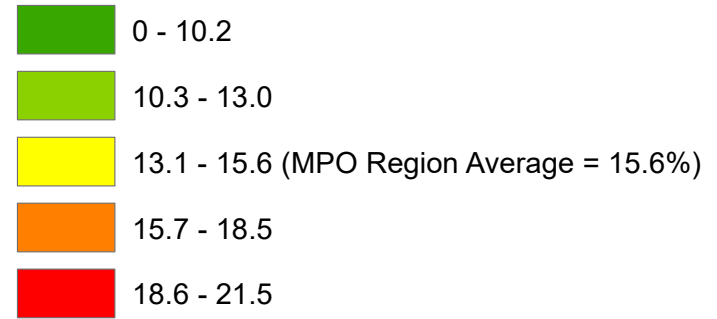 0 - 10.2
10.3 - 13.0
13.1 - 15.6 (MPO Region Average = 15.6%)
15.7 - 18.5
18.6 - 21.5